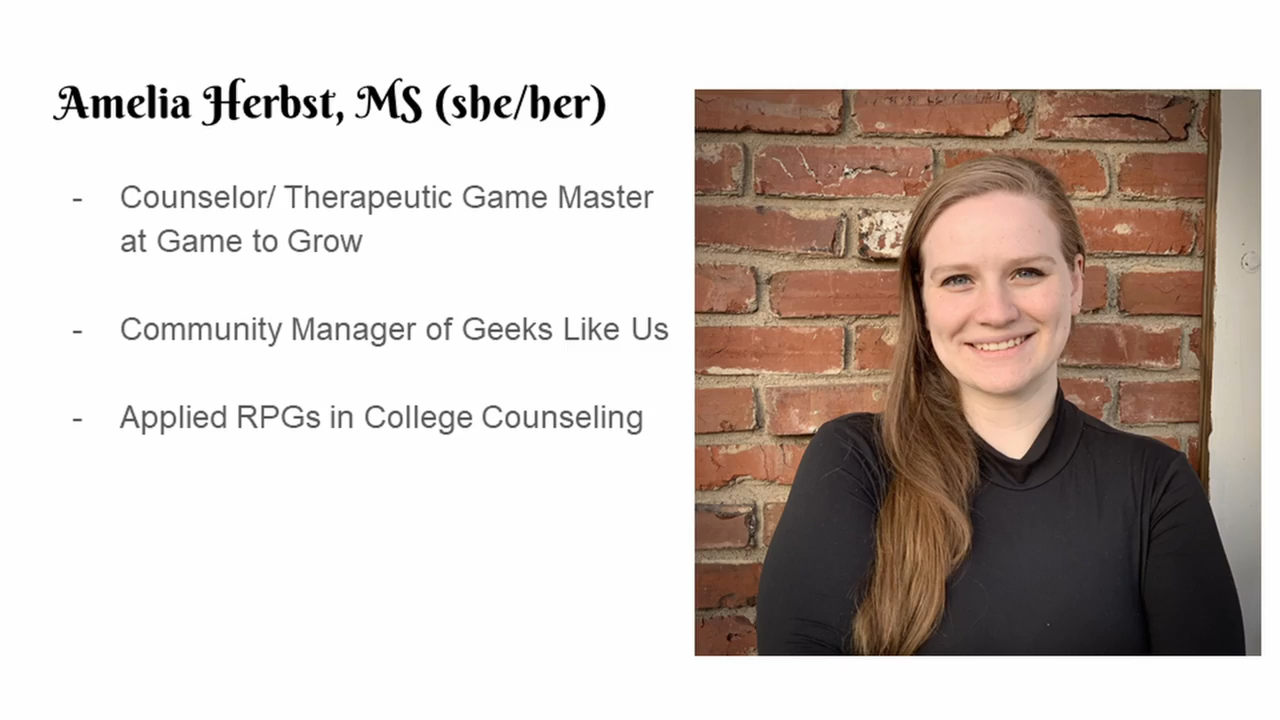 Amelia Herbst, MS (she/her)
- Counselor/ Therapeutic Game Master
at Game to Grow
- Community Manager of Geeks Like Us
- Applied RPGs in College Counseling